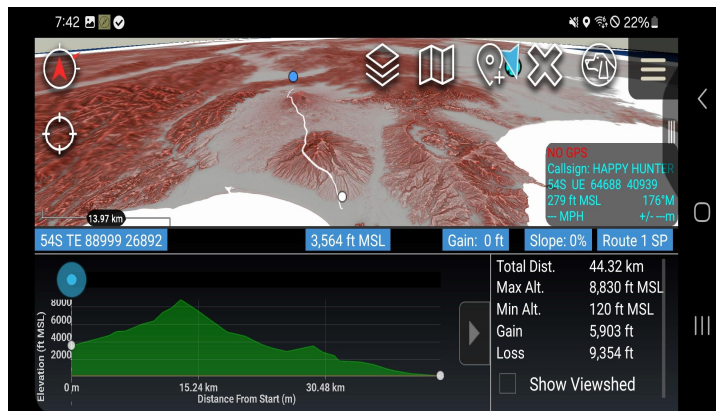 7:42
22%
NO GPS
Callsign: HAPPY HUNTER
54S UE 64688 40939
279 ft MSL 176°M
--- MPH +/- ---m
13.97 km
54S TE 88999 26892
3,564 ft MSL
Gain: 0 ft
Slope: 0%
Route 1 SP
Elevation (ft MSL)
8000
6000
4000
2000
0 m
15.24 km
30.48 km
Distance From Start (m)
Total Dist. 44.32 km
Max Alt. 8,830 ft MSL
Min Alt. 120 ft MSL
Gain 5,903 ft
Loss 9,354 ft
Show Viewshed